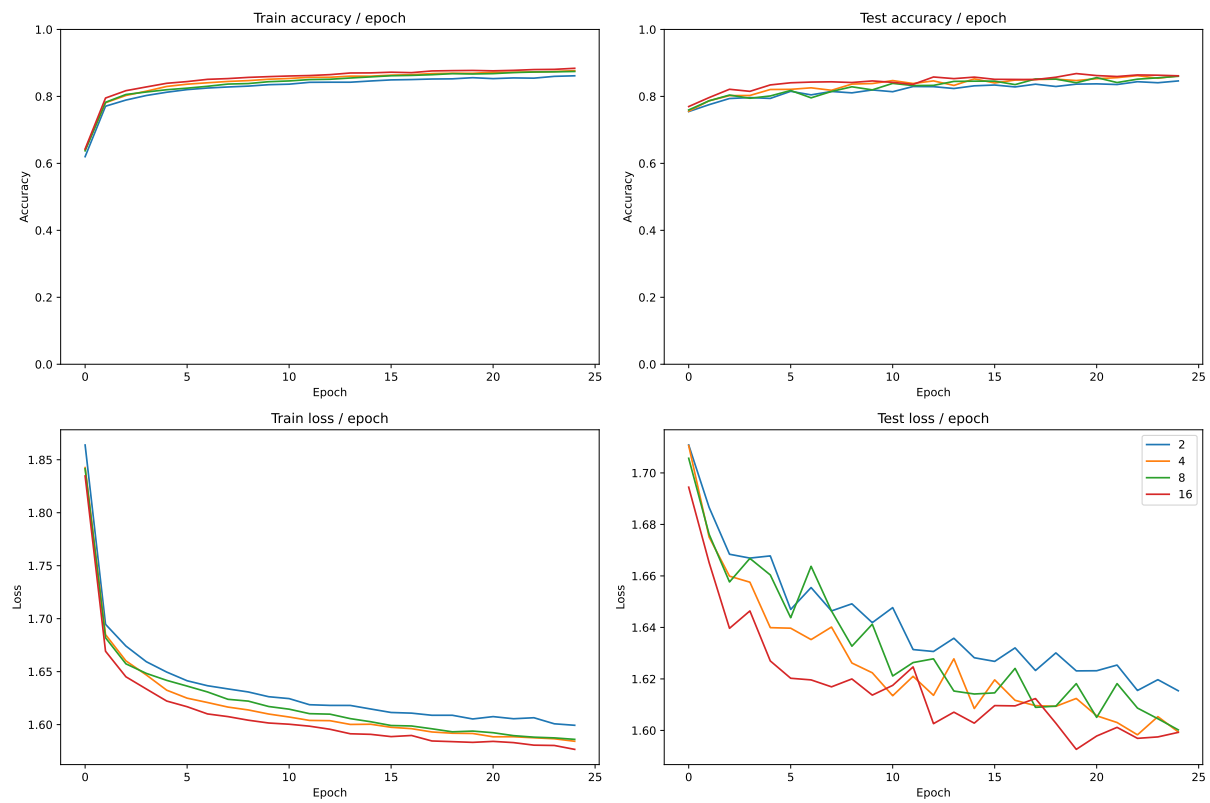 Train accuracy / epoch
1.0
0.8
0.6
0.4
0.2
0.0
Accuracy
0 5 10 15 20 25
Epoch
Test accuracy / epoch
1.0
0.8
0.6
0.4
0.2
0.0
Accuracy
0 5 10 15 20 25
Epoch
Train loss / epoch
1.85
1.80
1.75
1.70
1.65
1.60
Loss
0 5 10 15 20 25
Epoch
Test loss / epoch
1.70
1.68
1.66
1.64
1.62
1.60
Loss
2
4
8
16
0 5 10 15 20 25
Epoch